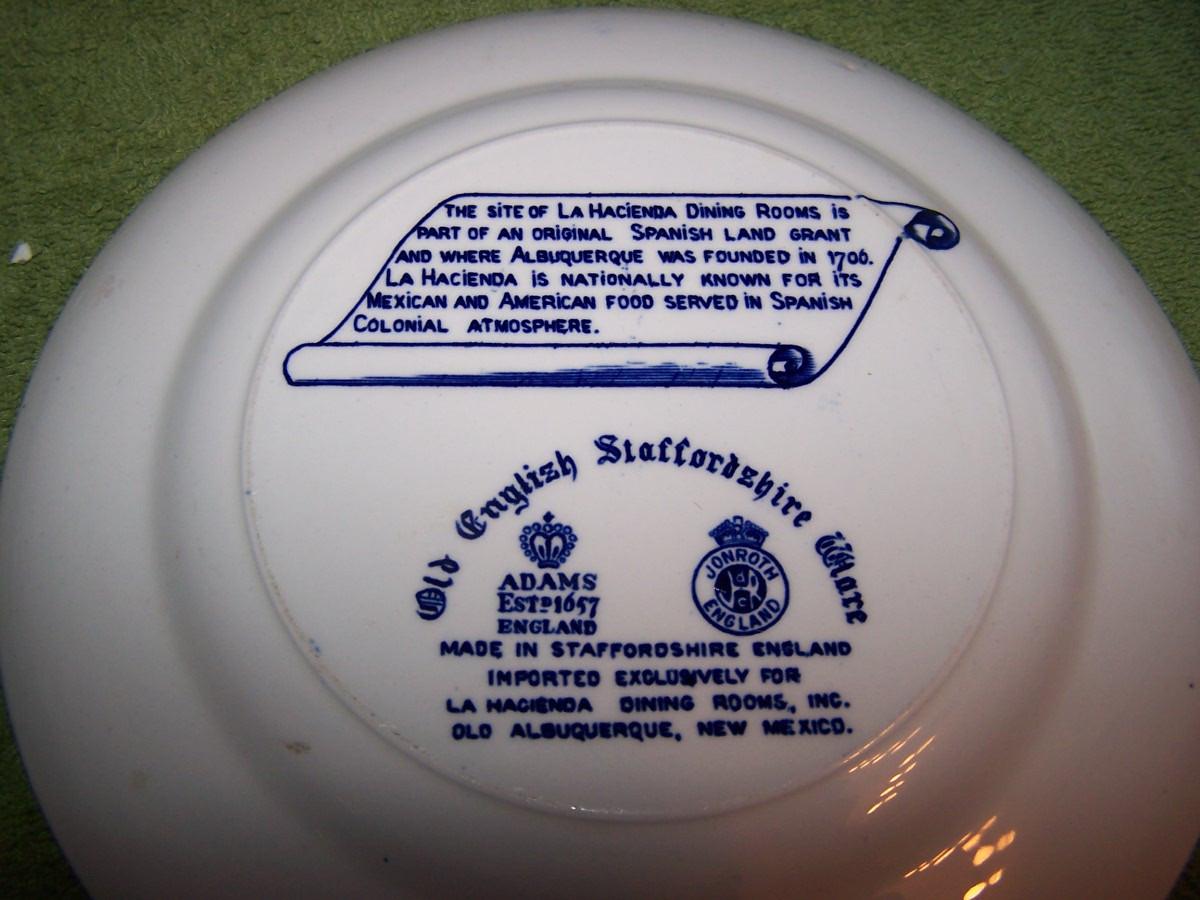 THE SITE OF LA HACIENDA DINING ROOMS IS
PART OF AN ORIGINAL SPANISH LAND GRANT
AND WHERE ALBUQUERQUE WAS FOUNDED IN 1706.
LA HACIENDA IS NATIONALLY KNOWN FOR ITS
MEXICAN AND AMERICAN FOOD SERVED IN SPANISH
COLONIAL ATMOSPHERE.
Old English Staffordshire Ware
ADAMS
ESTD 1657
ENGLAND
JONROTH
ENGLAND
MADE IN STAFFORDSHIRE ENGLAND
IMPORTED EXCLUSIVELY FOR
LA HACIENDA DINING ROOMS, INC.
OLD ALBUQUERQUE, NEW MEXICO.